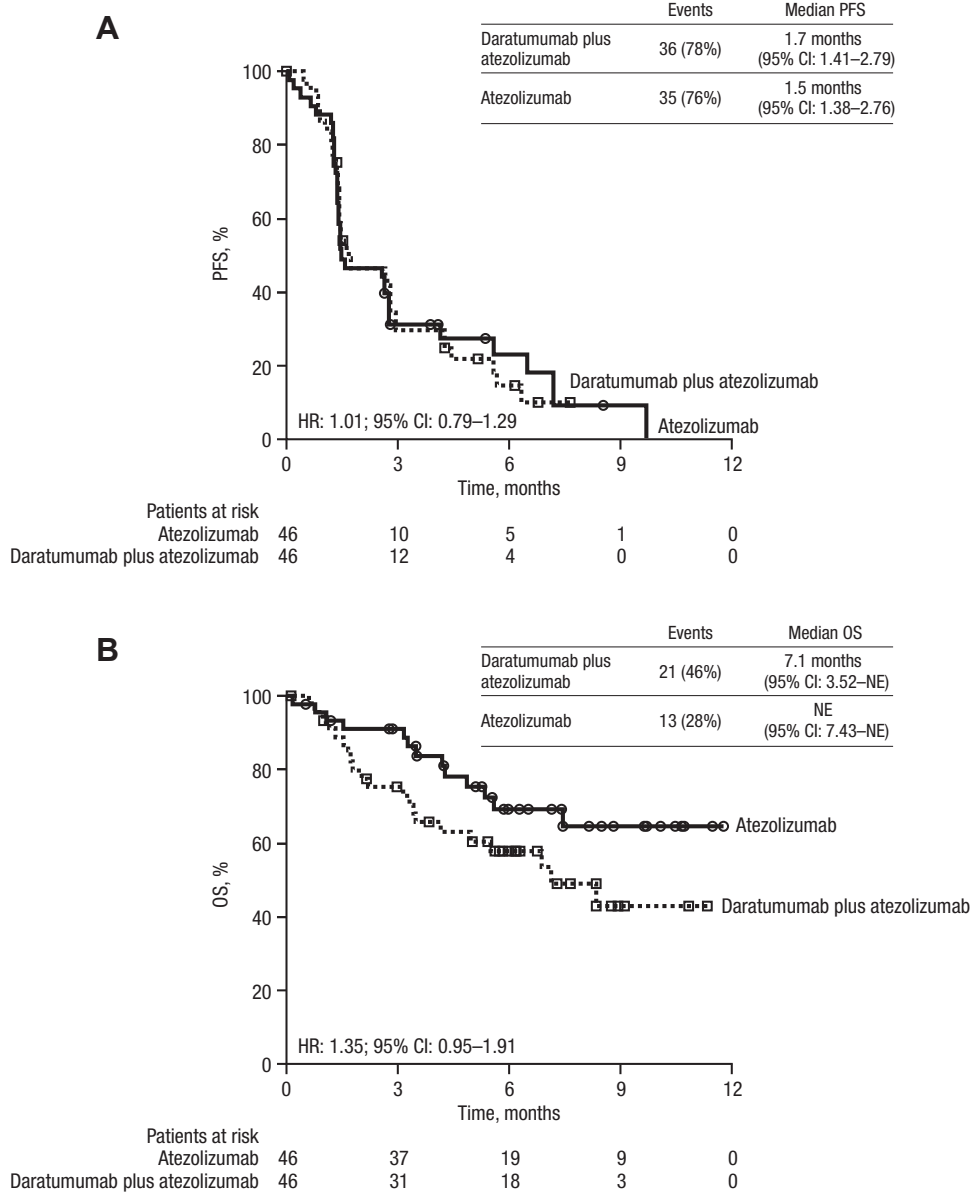 A
Events Median PFS
Daratumumab plus atezolizumab 36 (78%) 1.7 months (95% CI: 1.41–2.79)
Atezolizumab 35 (76%) 1.5 months (95% CI: 1.38–2.76)
PFS, %
100
80
60
40
20
0
Daratumumab plus atezolizumab
Atezolizumab
HR: 1.01; 95% CI: 0.79–1.29
0 3 6 9 12
Time, months
Patients at risk
Atezolizumab 46 10 5 1 0
Daratumumab plus atezolizumab 46 12 4 0 0
B
Events Median OS
Daratumumab plus atezolizumab 21 (46%) 7.1 months (95% CI: 3.52–NE)
Atezolizumab 13 (28%) NE (95% CI: 7.43–NE)
OS, %
100
80
60
40
20
0
Atezolizumab
Daratumumab plus atezolizumab
HR: 1.35; 95% CI: 0.95–1.91
0 3 6 9 12
Time, months
Patients at risk
Atezolizumab 46 37 19 9 0
Daratumumab plus atezolizumab 46 31 18 3 0